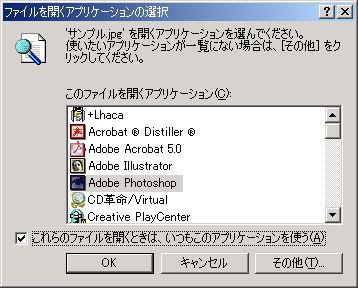 ファイルを開くアプリケーションの選択
'サンプル.jpg' を開くアプリケーションを選んでください。
使いたいアプリケーションが一覧にない場合は、[その他] をク
リックしてください。
このファイルを開くアプリケーション(C):
+Lhaca
Acrobat ® Distiller ®
Adobe Acrobat 5.0
Adobe Illustrator
Adobe Photoshop
CD革命/Virtual
Creative PlayCenter
これらのファイルを開くときは、いつもこのアプリケーションを使う(A)
OK キャンセル その他(T)...